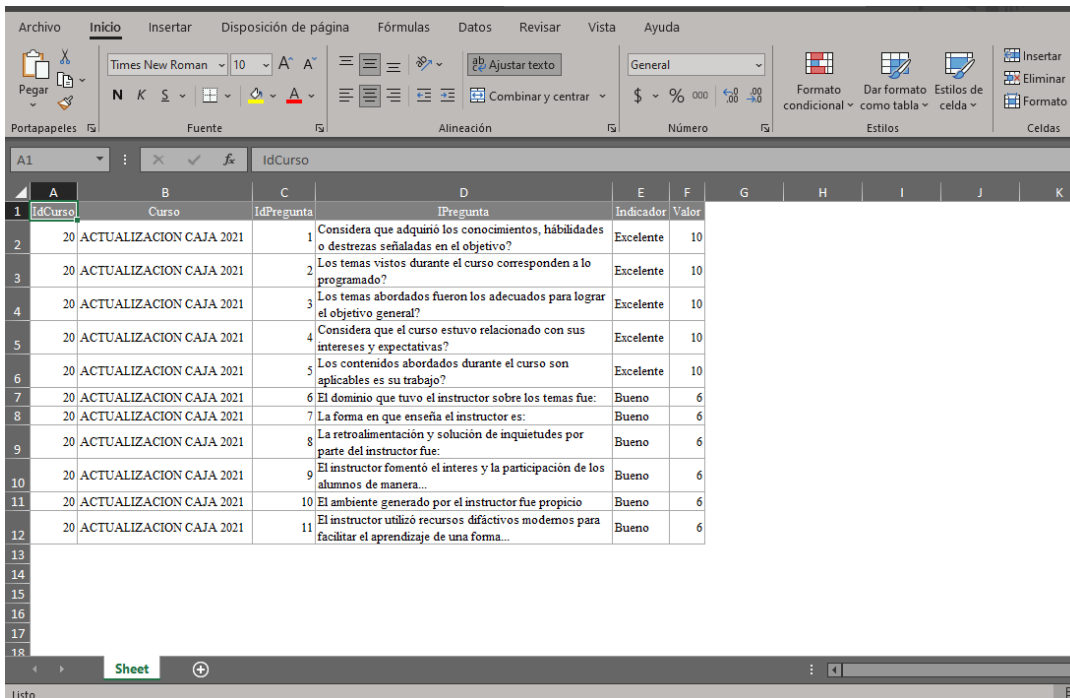 Archivo Inicio Insertar Disposición de página Fórmulas Datos Revisar Vista Ayuda
Pegar
Times New Roman 10 A^ A˅
N K S A
ab Ajustar texto
Combinar y centrar
General
$ % 000
Formato condicional
Dar formato como tabla
Estilos de celda
Insertar
Eliminar
Formato
Portapapeles Fuente Alineación Número Estilos Celdas
A1 fx IdCurso
A B C D E F G H I J K
1 IdCurso Curso IdPregunta IPregunta Indicador Valor
2 20 ACTUALIZACION CAJA 2021 1 Considera que adquirió los conocimientos, hábilidades
o destrezas señaladas en el objetivo? Excelente 10
3 20 ACTUALIZACION CAJA 2021 2 Los temas vistos durante el curso corresponden a lo
programado? Excelente 10
4 20 ACTUALIZACION CAJA 2021 3 Los temas abordados fueron los adecuados para lograr
el objetivo general? Excelente 10
5 20 ACTUALIZACION CAJA 2021 4 Considera que el curso estuvo relacionado con sus
intereses y expectativas? Excelente 10
6 20 ACTUALIZACION CAJA 2021 5 Los contenidos abordados durante el curso son
aplicables es su trabajo? Excelente 10
7 20 ACTUALIZACION CAJA 2021 6 El dominio que tuvo el instructor sobre los temas fue: Bueno 6
8 20 ACTUALIZACION CAJA 2021 7 La forma en que enseña el instructor es: Bueno 6
9 20 ACTUALIZACION CAJA 2021 8 La retroalimentación y solución de inquietudes por
parte del instructor fue: Bueno 6
10 20 ACTUALIZACION CAJA 2021 9 El instructor fomentó el interes y la participación de los
alumnos de manera... Bueno 6
11 20 ACTUALIZACION CAJA 2021 10 El ambiente generado por el instructor fue propicio Bueno 6
12 20 ACTUALIZACION CAJA 2021 11 El instructor utilizó recursos difáctivos modernos para
facilitar el aprendizaje de una forma... Bueno 6
13
14
15
16
17
18
Sheet
Listo